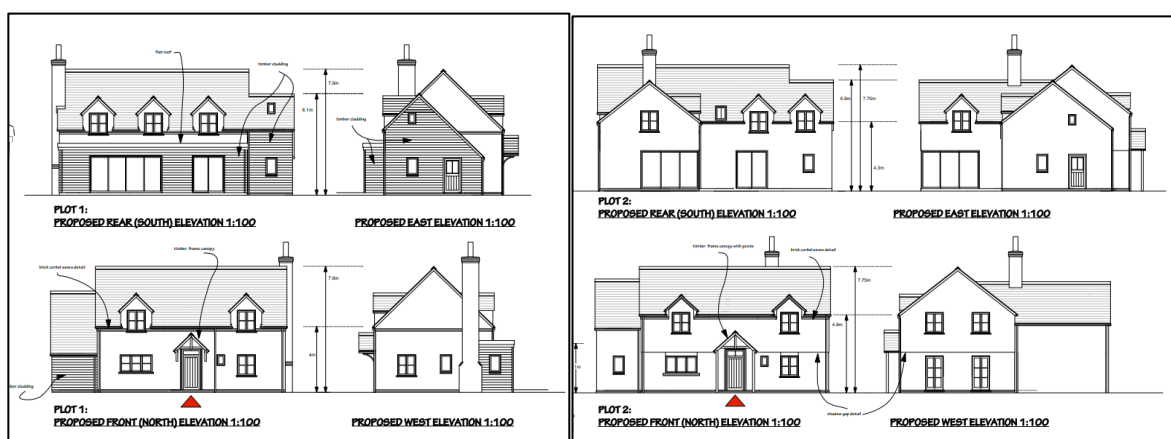 flat roof
timber cladding
7.6m
6.1m
timber cladding
PLOT 1:
PROPOSED REAR (SOUTH) ELEVATION 1:100
PROPOSED EAST ELEVATION 1:100
timber frame canopy
brick corbel eaves detail
7.6m
4m
cladding
PLOT 1:
PROPOSED FRONT (NORTH) ELEVATION 1:100
PROPOSED WEST ELEVATION 1:100
6.8m
7.75m
4.3m
PLOT 2:
PROPOSED REAR (SOUTH) ELEVATION 1:100
PROPOSED EAST ELEVATION 1:100
timber frame canopy with posts
brick corbel eaves detail
7.75m
4.8m
shadow gap detail
PLOT 2:
PROPOSED FRONT (NORTH) ELEVATION 1:100
PROPOSED WEST ELEVATION 1:100